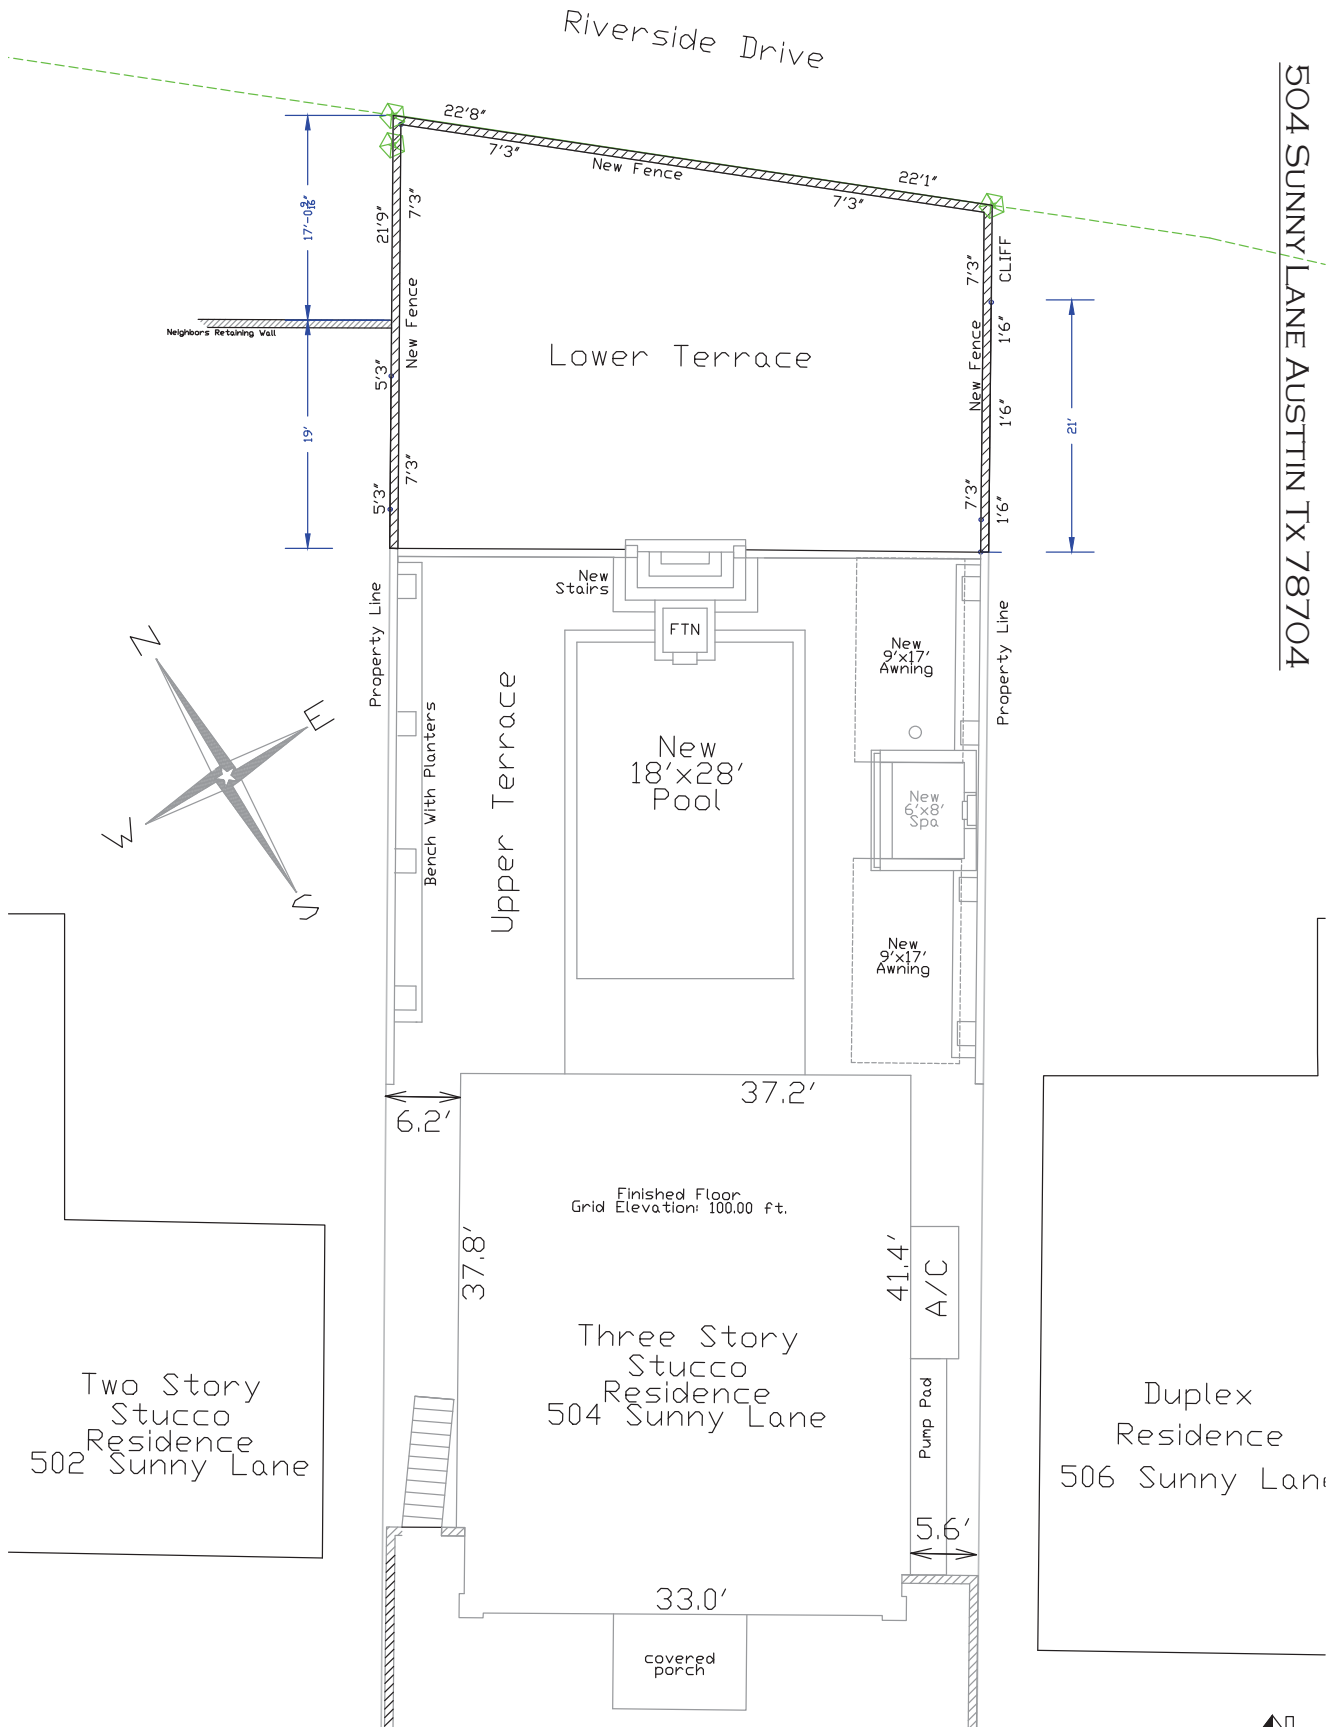 Riverside Drive
504 SUNNY LANE AUSTTIN TX 78704
22'8"
7'3"
New Fence
22'1"
7'3"
21'9"
7'3"
New Fence
5'3"
7'3"
5'3"
19'
Neighbors Retaining Wall
Lower Terrace
7'3"
CLIFF
New Fence
1'6"
1'6"
7'3"
1'6"
21'
New
Stairs
FTN
Property Line
Property Line
New
9'x17'
Awning
Bench With Planters
Upper Terrace
New
18'x28'
Pool
New
6'x8'
Spa
New
9'x17'
Awning
N
E
W
S
6.2'
37.2'
Finished Floor
Grid Elevation: 100.00 ft.
37.8'
41.4'
A/C
Three Story
Stucco
Residence
504 Sunny Lane
Pump Pad
5.6'
33.0'
covered
porch
Two Story
Stucco
Residence
502 Sunny Lane
Duplex
Residence
506 Sunny Lan